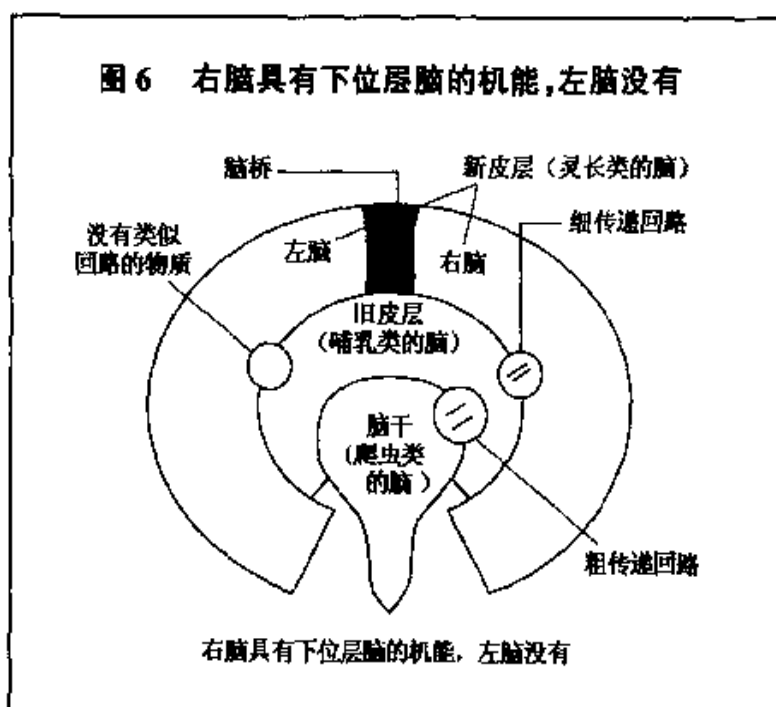 图6 右脑具有下位层脑的机能,左脑没有
脑桥
新皮层（灵长类的脑）
细传递回路
没有类似
回路的物质
左脑
右脑
旧皮层
（哺乳类的脑）
脑干
（爬虫类
的脑）
粗传递回路
右脑具有下位层脑的机能，左脑没有